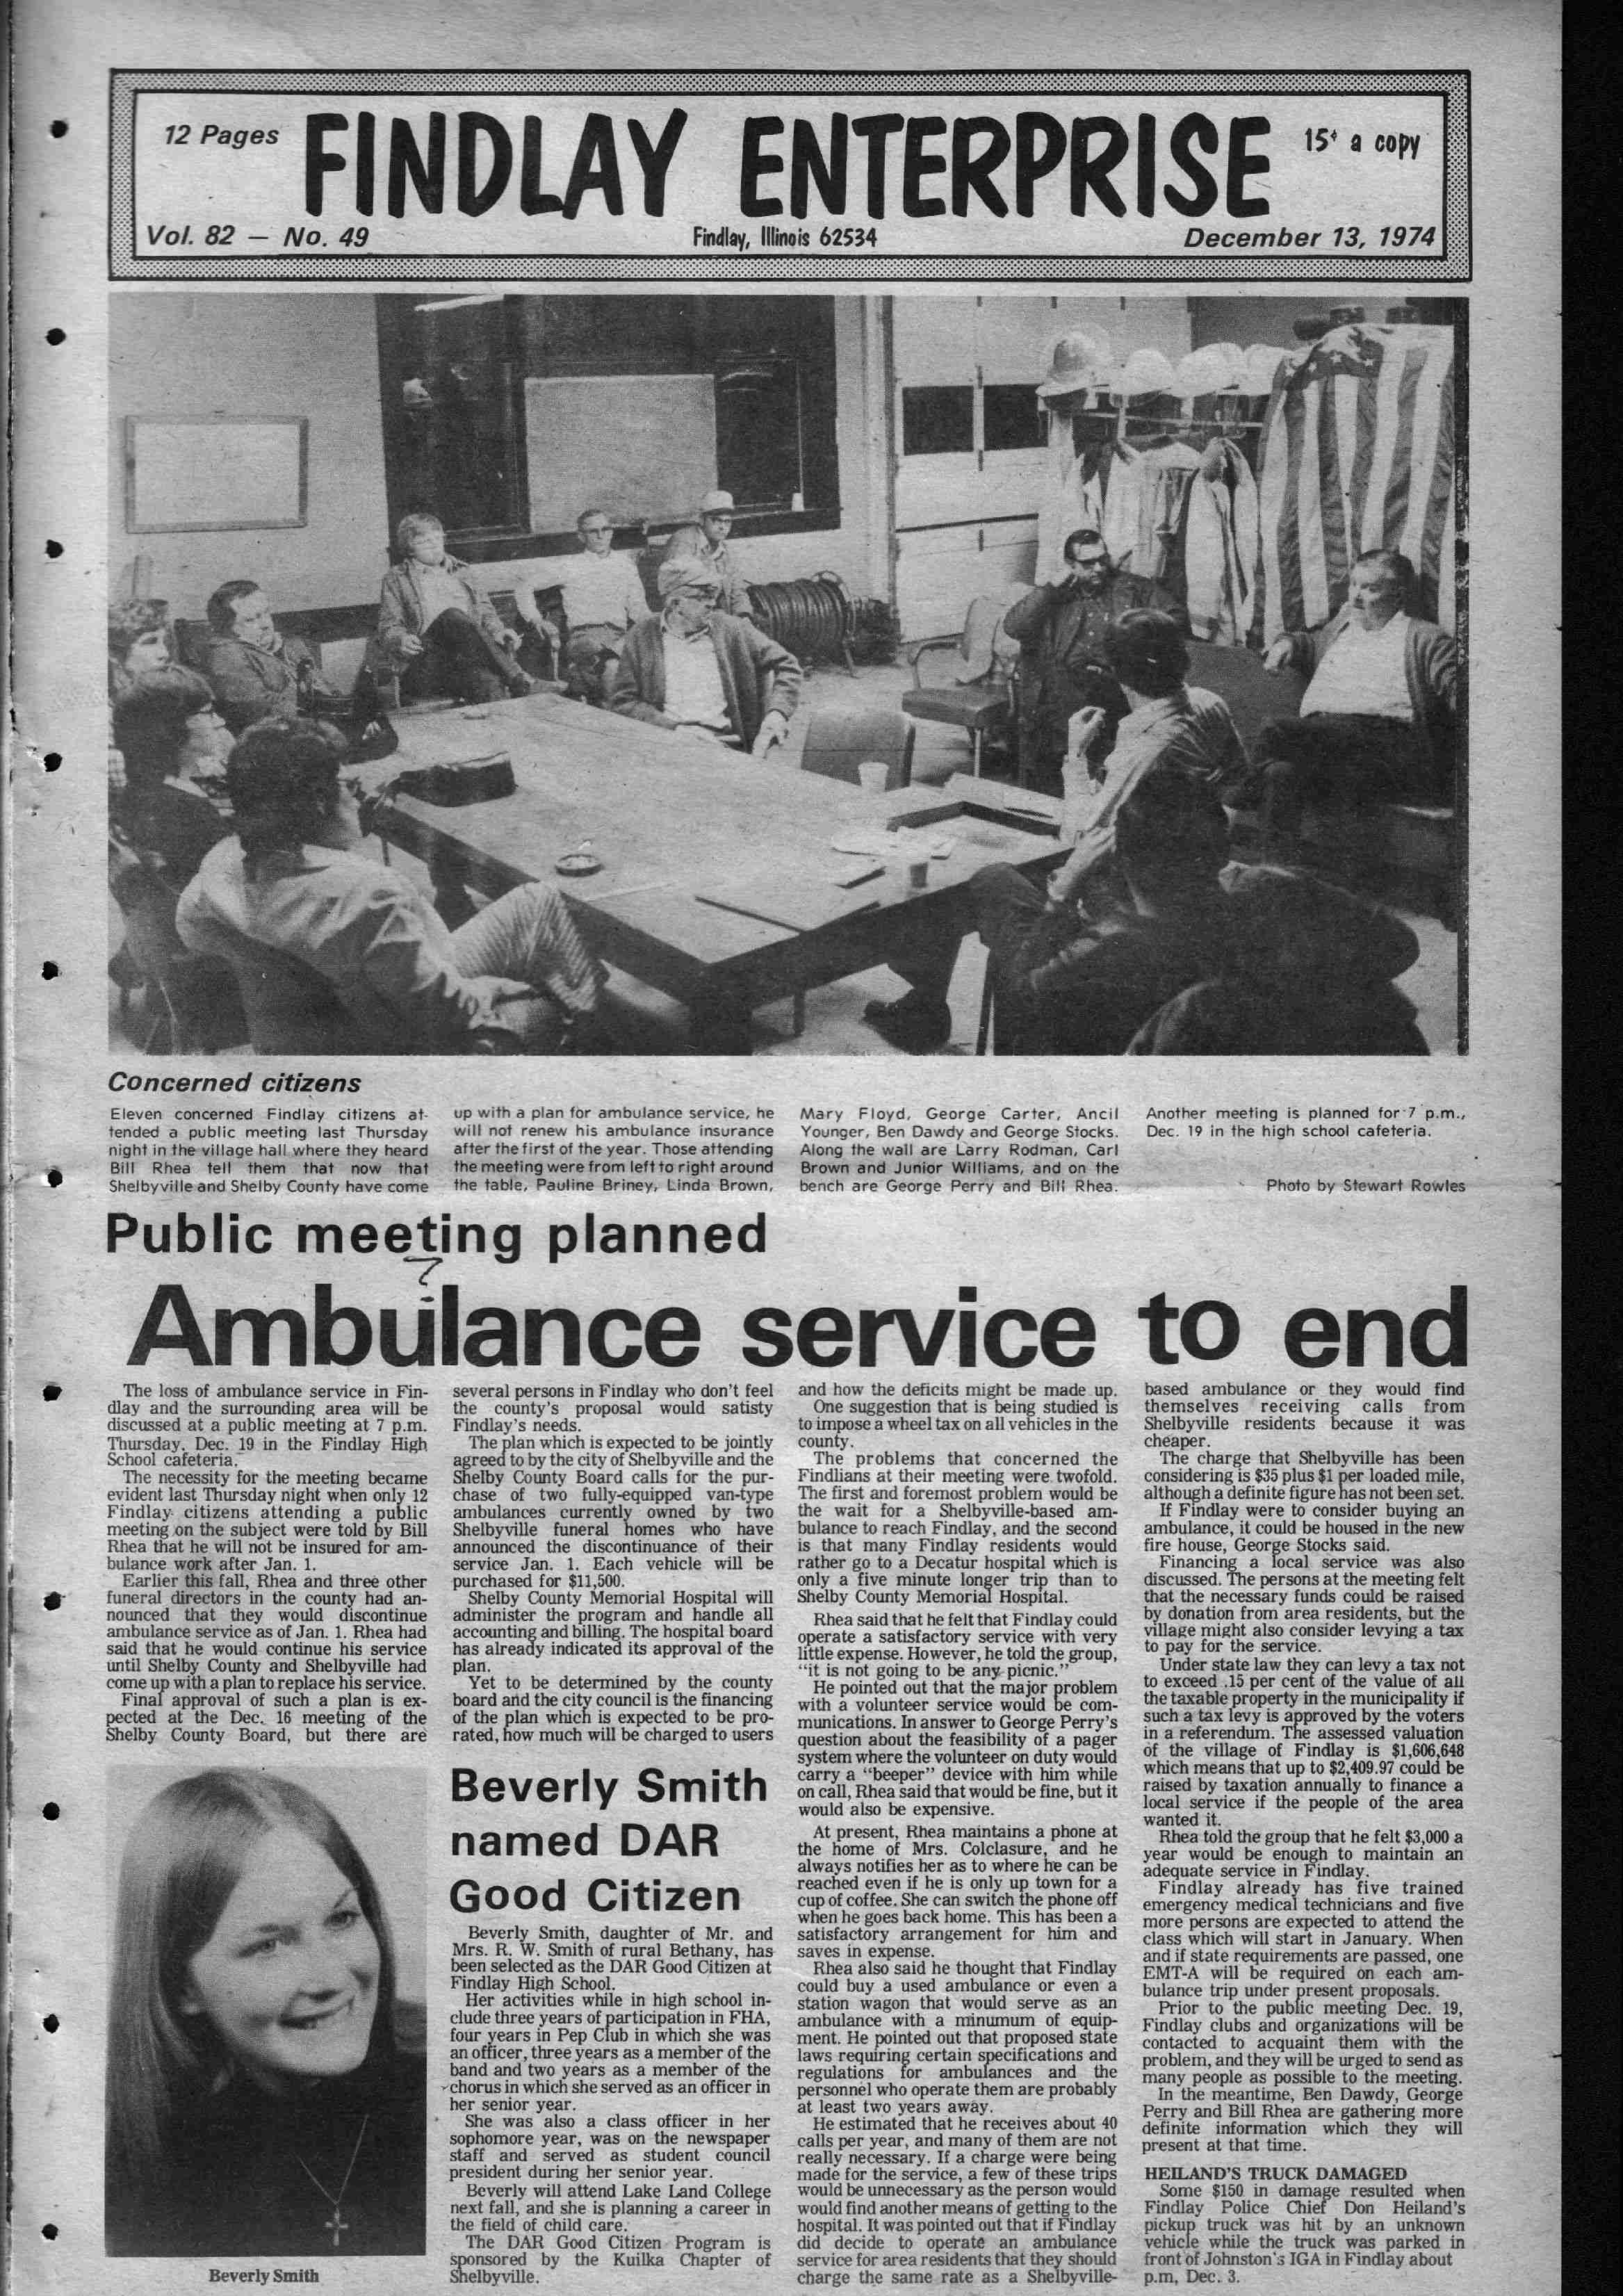 12 Pages
FINDLAY ENTERPRISE
15¢ a copy
Vol. 82 — No. 49
Findlay, Illinois 62534
December 13, 1974
Concerned citizens
Eleven concerned Findlay citizens at-
tended a public meeting last Thursday
night in the village hall where they heard
Bill Rhea tell them that now that
Shelbyville and Shelby County have come
up with a plan for ambulance service, he
will not renew his ambulance insurance
after the first of the year. Those attending
the meeting were from left to right around
the table, Pauline Briney, Linda Brown,
Mary Floyd, George Carter, Ancil
Younger, Ben Dawdy and George Stocks.
Along the wall are Larry Rodman, Carl
Brown and Junior Williams, and on the
bench are George Perry and Bill Rhea.
Another meeting is planned for 7 p.m.,
Dec. 19 in the high school cafeteria.
Photo by Stewart Rowles
Public meeting planned
Ambulance service to end
The loss of ambulance service in Fin-
dlay and the surrounding area will be
discussed at a public meeting at 7 p.m.
Thursday, Dec. 19 in the Findlay High
School cafeteria.
The necessity for the meeting became
evident last Thursday night when only 12
Findlay citizens attending a public
meeting on the subject were told by Bill
Rhea that he will not be insured for am-
bulance work after Jan. 1.
Earlier this fall, Rhea and three other
funeral directors in the county had an-
nounced that they would discontinue
ambulance service as of Jan. 1. Rhea had
said that he would continue his service
until Shelby County and Shelbyville had
come up with a plan to replace his service.
Final approval of such a plan is ex-
pected at the Dec. 16 meeting of the
Shelby County Board, but there are
several persons in Findlay who don't feel
the county's proposal would satisty
Findlay's needs.
The plan which is expected to be jointly
agreed to by the city of Shelbyville and the
Shelby County Board calls for the pur-
chase of two fully-equipped van-type
ambulances currently owned by two
Shelbyville funeral homes who have
announced the discontinuance of their
service Jan. 1. Each vehicle will be
purchased for $11,500.
Shelby County Memorial Hospital will
administer the program and handle all
accounting and billing. The hospital board
has already indicated its approval of the
plan.
Yet to be determined by the county
board and the city council is the financing
of the plan which is expected to be pro-
rated, how much will be charged to users
and how the deficits might be made up.
One suggestion that is being studied is
to impose a wheel tax on all vehicles in the
county.
The problems that concerned the
Findlians at their meeting were twofold.
The first and foremost problem would be
the wait for a Shelbyville-based am-
bulance to reach Findlay, and the second
is that many Findlay residents would
rather go to a Decatur hospital which is
only a five minute longer trip than to
Shelby County Memorial Hospital.
Rhea said that he felt that Findlay could
operate a satisfactory service with very
little expense. However, he told the group,
"it is not going to be any picnic."
He pointed out that the major problem
with a volunteer service would be com-
munications. In answer to George Perry's
question about the feasibility of a pager
system where the volunteer on duty would
carry a "beeper" device with him while
on call, Rhea said that would be fine, but it
would also be expensive.
At present, Rhea maintains a phone at
the home of Mrs. Colclasure, and he
always notifies her as to where he can be
reached even if he is only up town for a
cup of coffee. She can switch the phone off
when he goes back home. This has been a
satisfactory arrangement for him and
saves in expense.
Rhea also said he thought that Findlay
could buy a used ambulance or even a
station wagon that would serve as an
ambulance with a minumum of equip-
ment. He pointed out that proposed state
laws requiring certain specifications and
regulations for ambulances and the
personnel who operate them are probably
at least two years away.
He estimated that he receives about 40
calls per year, and many of them are not
really necessary. If a charge were being
made for the service, a few of these trips
would be unnecessary as the person would
would find another means of getting to the
hospital. It was pointed out that if Findlay
did decide to operate an ambulance
service for area residents that they should
charge the same rate as a Shelbyville-
based ambulance or they would find
themselves receiving calls from
Shelbyville residents because it was
cheaper.
The charge that Shelbyville has been
considering is $35 plus $1 per loaded mile,
although a definite figure has not been set.
If Findlay were to consider buying an
ambulance, it could be housed in the new
fire house, George Stocks said.
Financing a local service was also
discussed. The persons at the meeting felt
that the necessary funds could be raised
by donation from area residents, but the
village might also consider levying a tax
to pay for the service.
Under state law they can levy a tax not
to exceed .15 per cent of the value of all
the taxable property in the municipality if
such a tax levy is approved by the voters
in a referendum. The assessed valuation
of the village of Findlay is $1,606,648
which means that up to $2,409.97 could be
raised by taxation annually to finance a
local service if the people of the area
wanted it.
Rhea told the group that he felt $3,000 a
year would be enough to maintain an
adequate service in Findlay.
Findlay already has five trained
emergency medical technicians and five
more persons are expected to attend the
class which will start in January. When
and if state requirements are passed, one
EMT-A will be required on each am-
bulance trip under present proposals.
Prior to the public meeting Dec. 19,
Findlay clubs and organizations will be
contacted to acquaint them with the
problem, and they will be urged to send as
many people as possible to the meeting.
In the meantime, Ben Dawdy, George
Perry and Bill Rhea are gathering more
definite information which they will
present at that time.
HEILAND'S TRUCK DAMAGED
Some $150 in damage resulted when
Findlay Police Chief Don Heiland's
pickup truck was hit by an unknown
vehicle while the truck was parked in
front of Johnston's IGA in Findlay about
p.m, Dec. 3.
Beverly Smith
named DAR
Good Citizen
Beverly Smith, daughter of Mr. and
Mrs. R. W. Smith of rural Bethany, has
been selected as the DAR Good Citizen at
Findlay High School.
Her activities while in high school in-
clude three years of participation in FHA,
four years in Pep Club in which she was
an officer, three years as a member of the
band and two years as a member of the
chorus in which she served as an officer in
her senior year.
She was also a class officer in her
sophomore year, was on the newspaper
staff and served as student council
president during her senior year.
Beverly will attend Lake Land College
next fall, and she is planning a career in
the field of child care.
The DAR Good Citizen Program is
sponsored by the Kuilka Chapter of
Shelbyville.
Beverly Smith